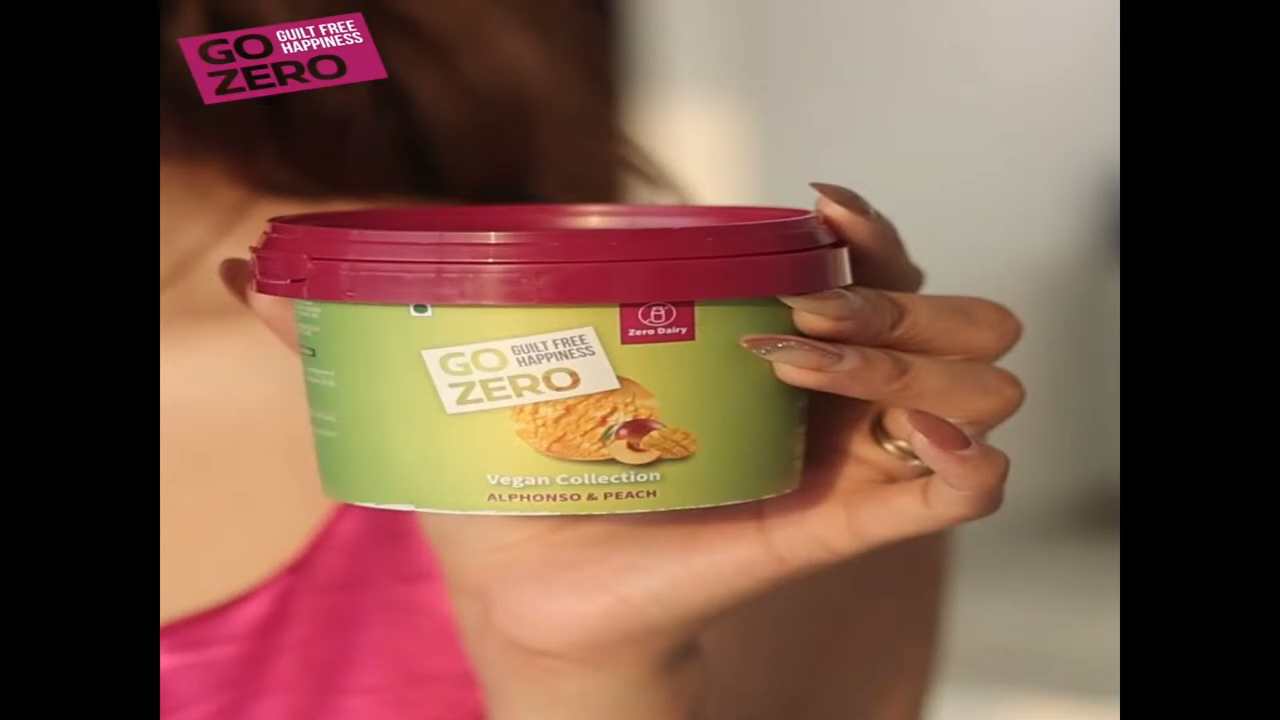 GO GUILT FREE
HAPPINESS
ZERO
Zero Dairy
GO GUILT FREE
HAPPINESS
ZERO
Vegan Collection
ALPHONSO & PEACH